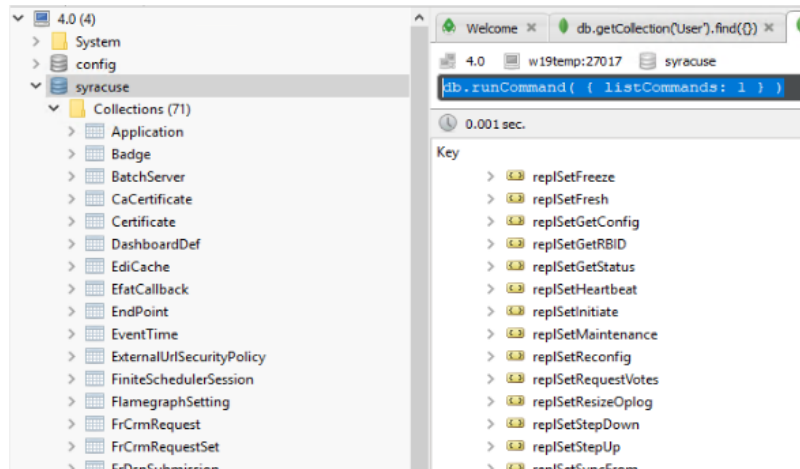 4.0 (4)
System
config
syracuse
Collections (71)
Application
Badge
BatchServer
CaCertificate
Certificate
DashboardDef
EdiCache
EfatCallback
EndPoint
EventTime
ExternalUrlSecurityPolicy
FiniteSchedulerSession
FlamegraphSetting
FrCrmRequest
FrCrmRequestSet
FrDsnSubmission
Welcome
db.getCollection('User').find({})
4.0
w19temp:27017
syracuse
db.runCommand( { listCommands: 1 } )
0.001 sec.
Key
replSetFreeze
replSetFresh
replSetGetConfig
replSetGetRBID
replSetGetStatus
replSetHeartbeat
replSetInitiate
replSetMaintenance
replSetReconfig
replSetRequestVotes
replSetResizeOplog
replSetStepDown
replSetStepUp
replSetSyncFrom